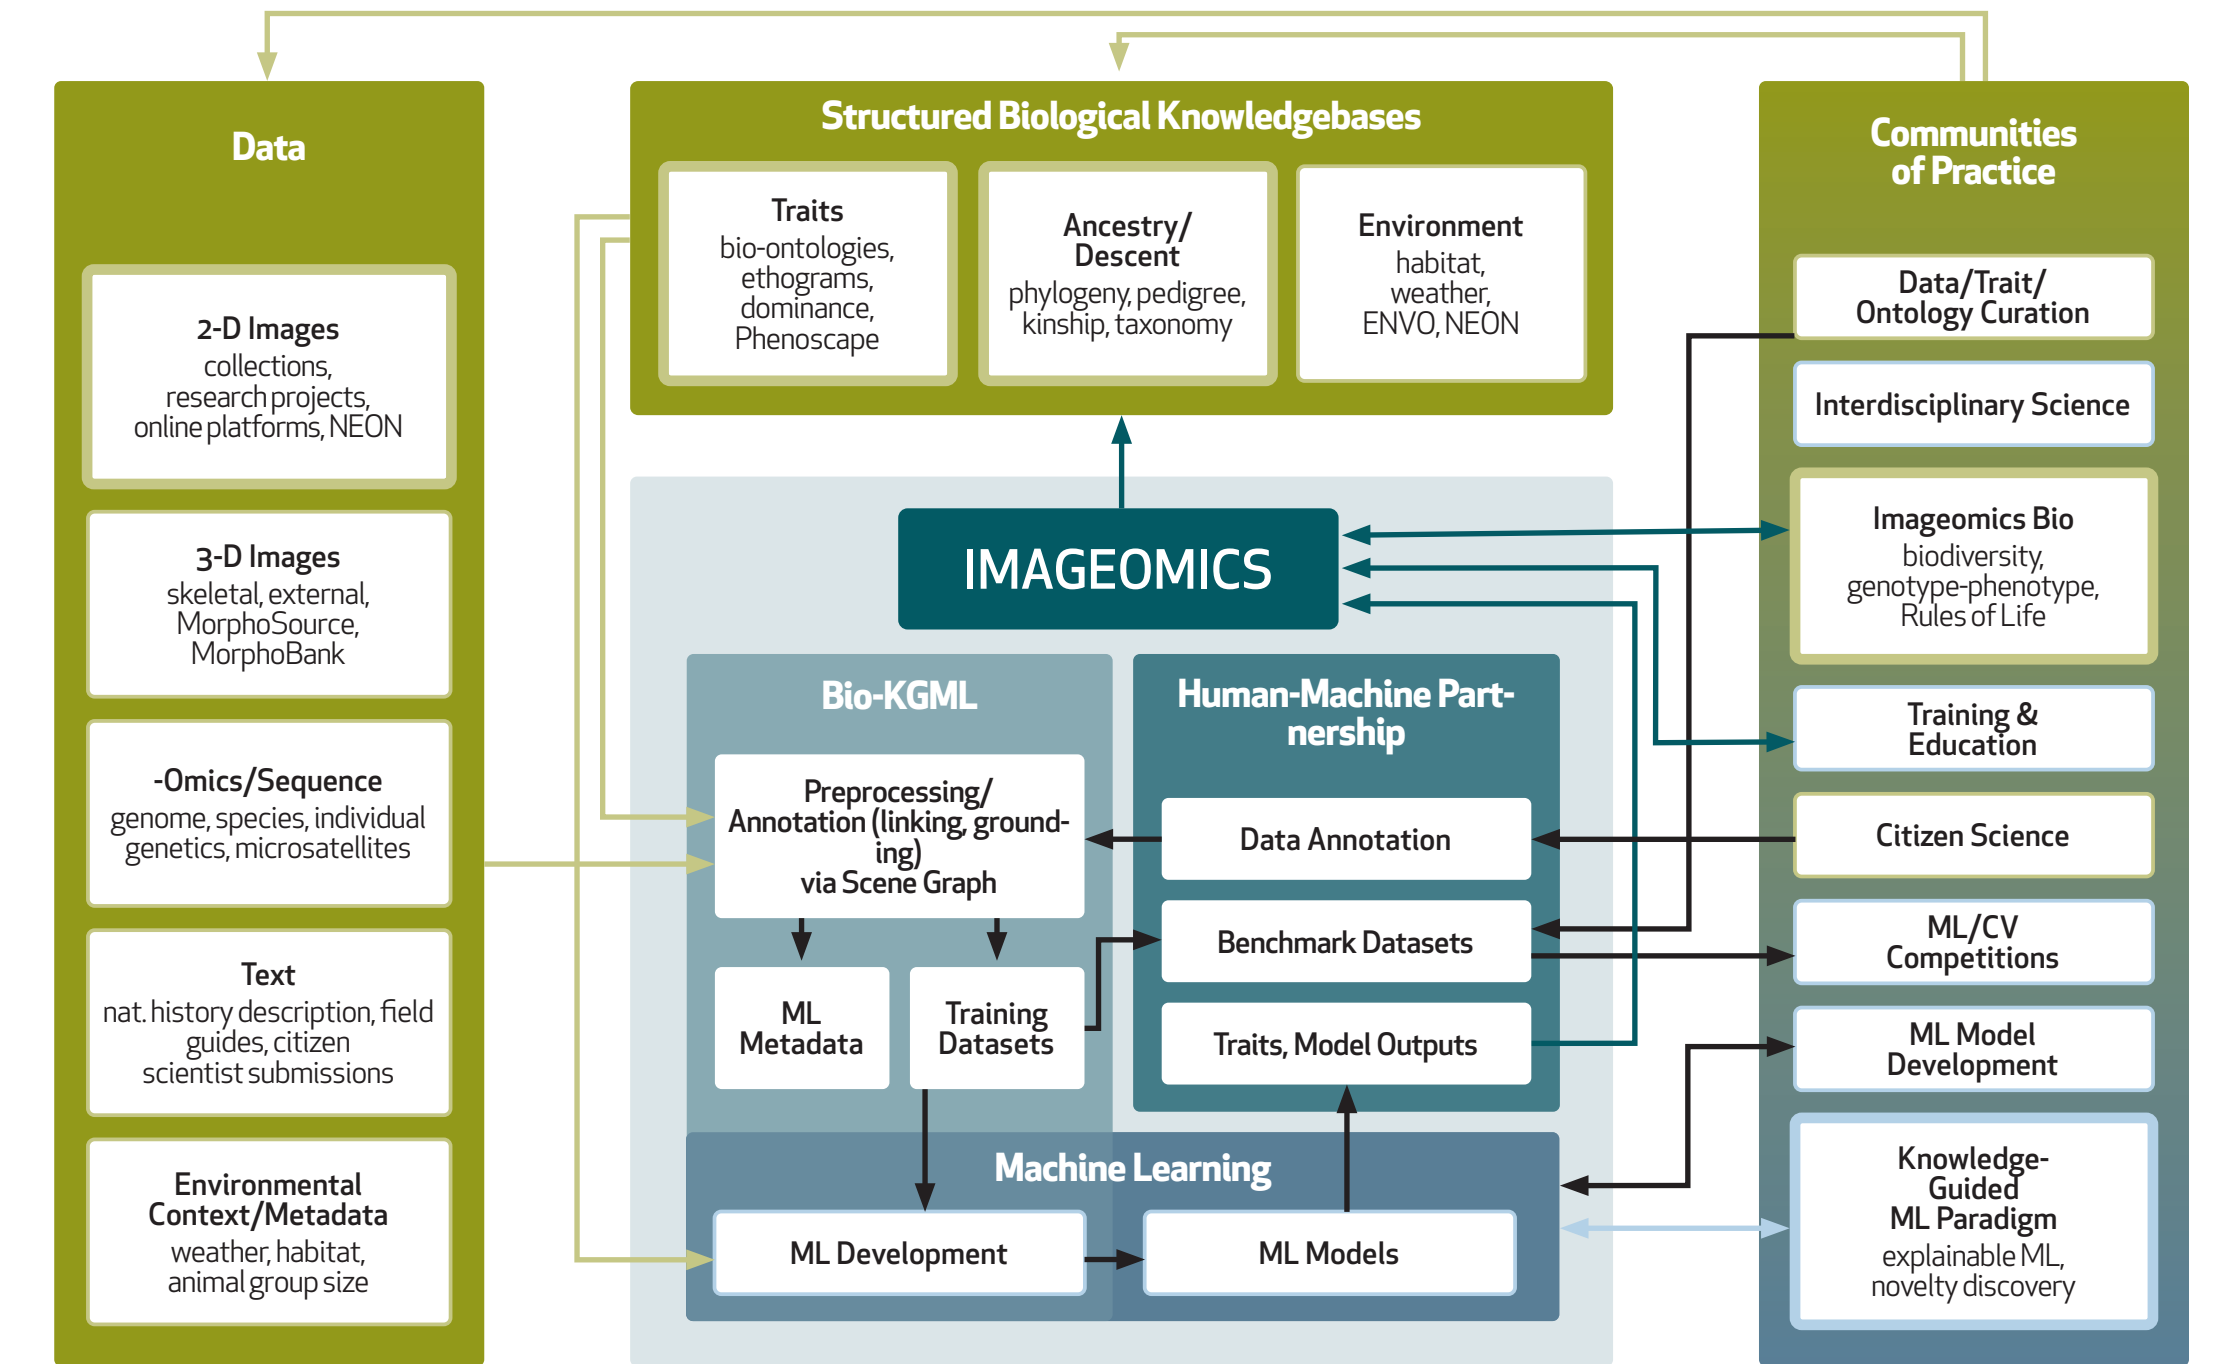 Data
2-D Images
collections,
research projects,
online platforms, NEON
3-D Images
skeletal, external,
MorphoSource,
MorphoBank
-Omics/Sequence
genome, species, individual
genetics, microsatellites
Text
nat. history description, field
guides, citizen
scientist submissions
Environmental
Context/Metadata
weather, habitat,
animal group size
Structured Biological Knowledgebases
Traits
bio-ontologies,
ethograms,
dominance,
Phenoscape
Ancestry/
Descent
phylogeny, pedigree,
kinship, taxonomy
Environment
habitat,
weather,
ENVO, NEON
IMAGEOMICS
Bio-KGML
Preprocessing/
Annotation (linking, ground-
ing)
via Scene Graph
ML
Metadata
Training
Datasets
Human-Machine Part-
nership
Data Annotation
Benchmark Datasets
Traits, Model Outputs
Machine Learning
ML Development
ML Models
Communities
of Practice
Data/Trait/
Ontology Curation
Interdisciplinary Science
Imageomics Bio
biodiversity,
genotype-phenotype,
Rules of Life
Training &
Education
Citizen Science
ML/CV
Competitions
ML Model
Development
Knowledge-
Guided
ML Paradigm
explainable ML,
novelty discovery